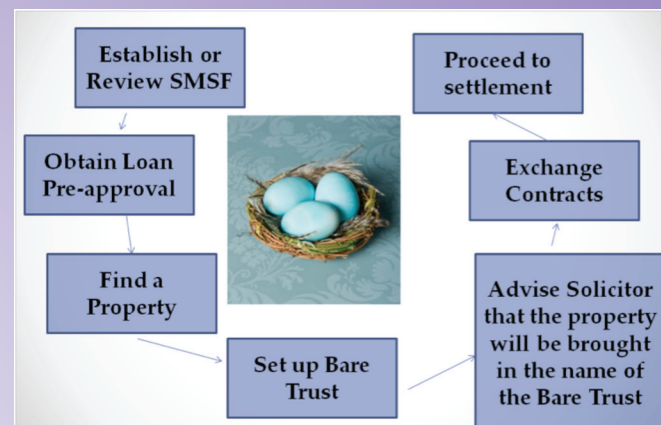 Establish or
Review SMSF
Obtain Loan
Pre-approval
Find a
Property
Set up Bare
Trust
Advise Solicitor
that the property
will be brought
in the name of
the Bare Trust
Exchange
Contracts
Proceed to
settlement